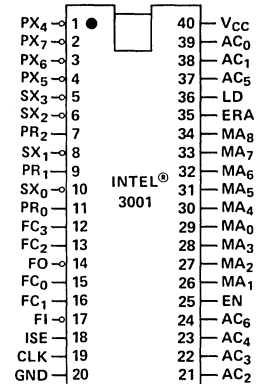 PX4 1 40 VCC
PX7 2 39 AC0
PX6 3 38 AC1
PX5 4 37 AC5
SX3 5 36 LD
SX2 6 35 ERA
PR2 7 34 MA8
SX1 8 33 MA7
PR1 9 32 MA6
SX0 10 INTEL® 31 MA5
PR0 11 3001 30 MA4
FC3 12 29 MA0
FC2 13 28 MA3
FO 14 27 MA2
FC0 15 26 MA1
FC1 16 25 EN
FI 17 24 AC6
ISE 18 23 AC4
CLK 19 22 AC3
GND 20 21 AC2